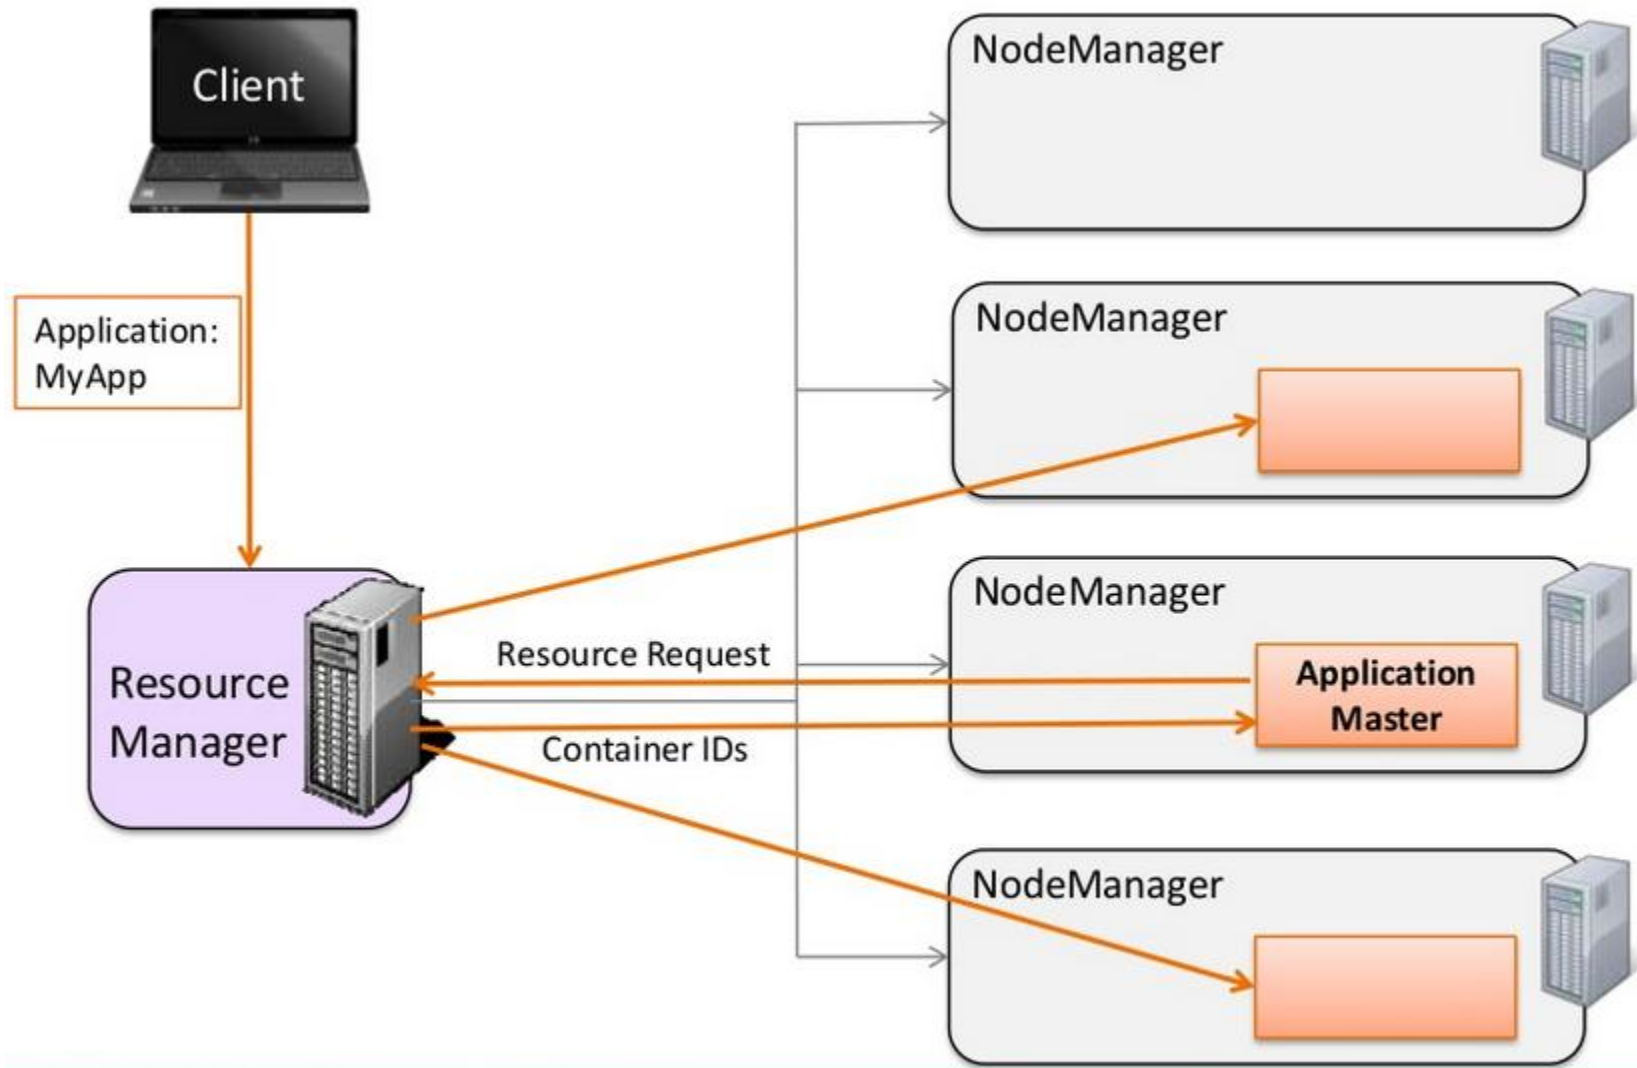 Client
NodeManager
Application:
MyApp
NodeManager
NodeManager
Resource Request
Application
Master
Resource
Manager
Container IDs
NodeManager